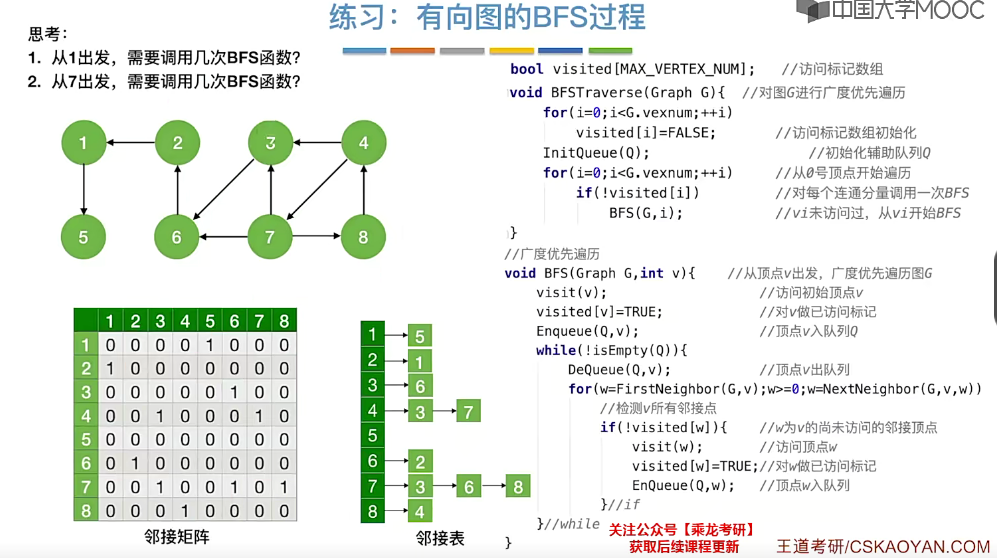 练习：有向图的BFS过程
中国大学MOOC
思考：
1. 从1出发，需要调用几次BFS函数？
2. 从7出发，需要调用几次BFS函数？
1 2 3 4
5 6 7 8
1 2 3 4 5 6 7 8
1 0 0 0 0 1 0 0 0
2 1 0 0 0 0 0 0 0
3 0 0 0 0 0 1 0 0
4 0 0 1 0 0 0 1 0
5 0 0 0 0 0 0 0 0
6 0 1 0 0 0 0 0 0
7 0 0 1 0 0 1 0 1
8 0 0 0 1 0 0 0 0
邻接矩阵
1 5
2 1
3 6
4 3 7
5
6 2
7 3 6 8
8 4
邻接表
bool visited[MAX_VERTEX_NUM]; //访问标记数组
void BFSTraverse(Graph G){ //对图G进行广度优先遍历
for(i=0;i<G.vexnum;++i)
visited[i]=FALSE; //访问标记数组初始化
InitQueue(Q); //初始化辅助队列Q
for(i=0;i<G.vexnum;++i) //从0号顶点开始遍历
if(!visited[i]) //对每个连通分量调用一次BFS
BFS(G,i); //vi未访问过，从vi开始BFS
}
//广度优先遍历
void BFS(Graph G,int v){ //从顶点v出发，广度优先遍历图G
visit(v); //访问初始顶点v
visited[v]=TRUE; //对v做已访问标记
Enqueue(Q,v); //顶点v入队列Q
while(!isEmpty(Q)){
DeQueue(Q,v); //顶点v出队列
for(w=FirstNeighbor(G,v);w>=0;w=NextNeighbor(G,v,w))
//检测v所有邻接点
if(!visited[w]){ //w为v的尚未访问的邻接顶点
visit(w); //访问顶点w
visited[w]=TRUE;//对w做已访问标记
EnQueue(Q,w); //顶点w入队列
}//if
}//while
}
关注公众号【乘龙考研】
获取后续课程更新
王道考研/CSKAOYAN.COM